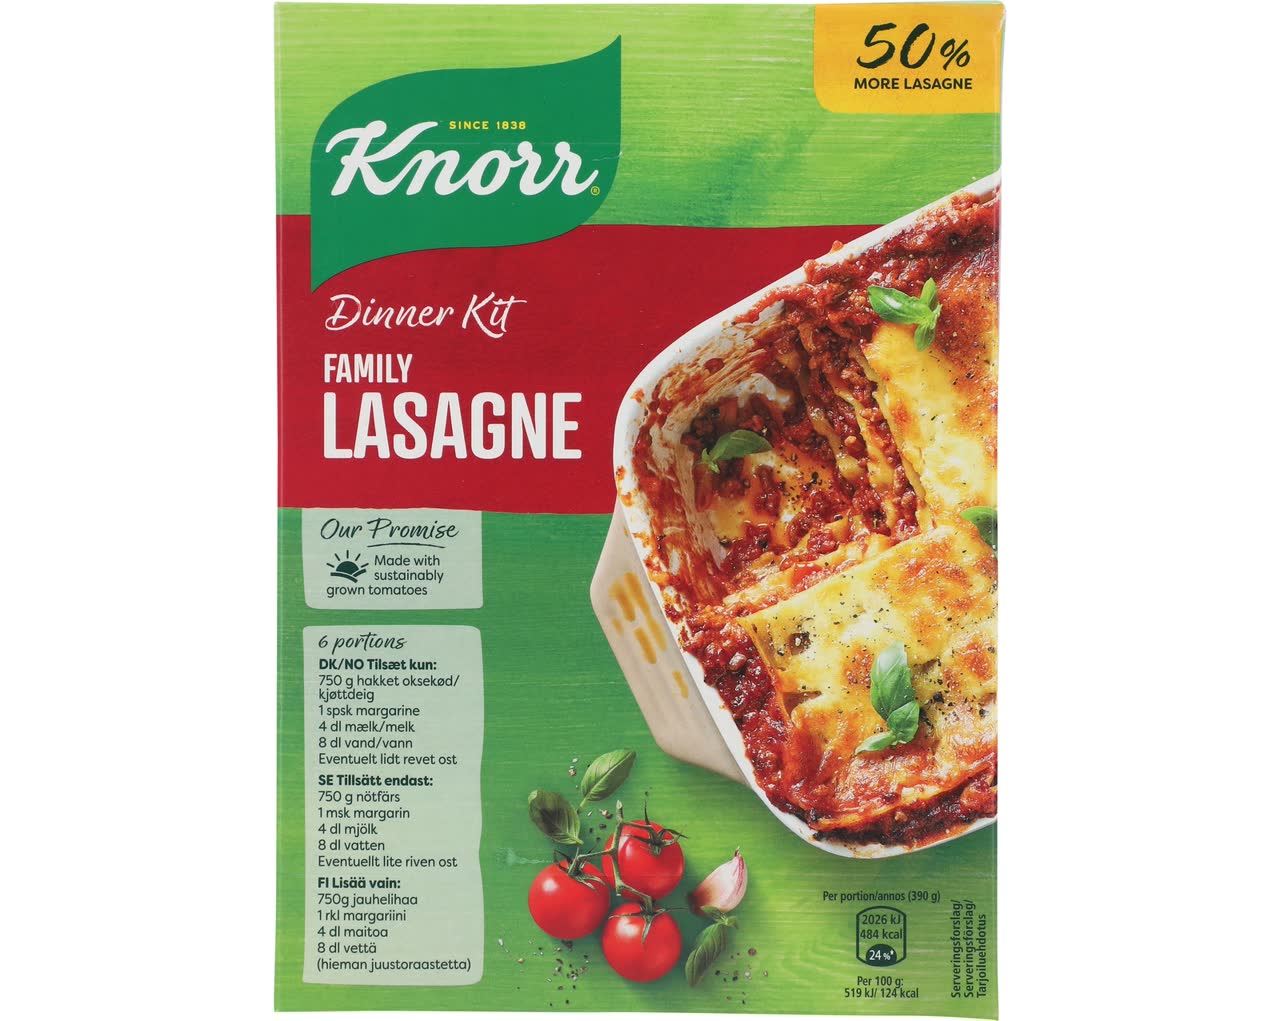 50%
MORE LASAGNE
SINCE 1838
Knorr®
Dinner Kit
FAMILY
LASAGNE
Our Promise
Made with
sustainably
grown tomatoes
6 portions
DK/NO Tilsæt kun:
750 g hakket oksekød/
kjøttdeig
1 spsk margarine
4 dl mælk/melk
8 dl vand/vann
Eventuelt lidt revet ost
SE Tillsätt endast:
750 g nötfärs
1 msk margarin
4 dl mjölk
8 dl vatten
Eventuellt lite riven ost
FI Lisää vain:
750g jauhelihaa
1 rkl margariini
4 dl maitoa
8 dl vettä
(hieman juustoraastetta)
Per portion/annos (390 g)
2026 kJ
484 kcal
24%*
Per 100 g:
519 kJ/ 124 kcal
Serveringsforslag/
Serveringsförslag/
Tarjoiluehdotus